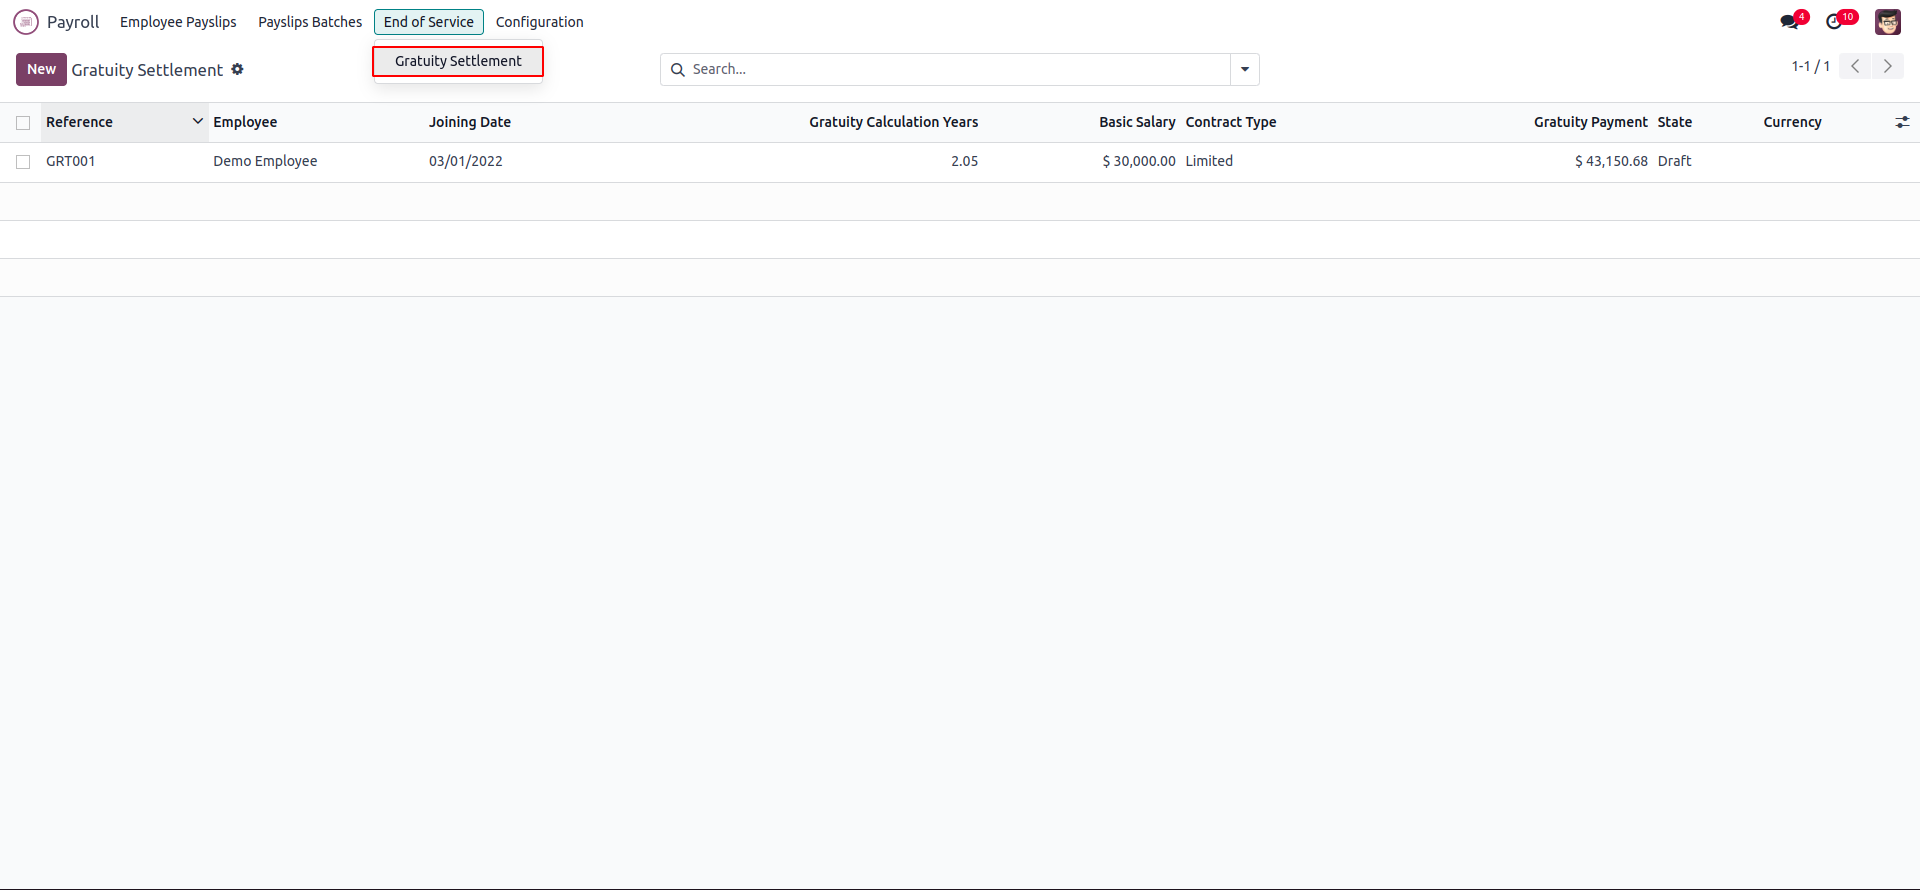 Payroll Employee Payslips Payslips Batches End of Service Configuration 4 10
Gratuity Settlement
New Gratuity Settlement Search... 1-1 / 1
Reference Employee Joining Date Gratuity Calculation Years Basic Salary Contract Type Gratuity Payment State Currency
GRT001 Demo Employee 03/01/2022 2.05 $ 30,000.00 Limited $ 43,150.68 Draft